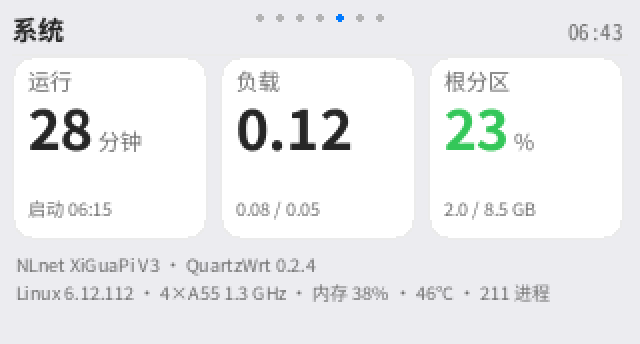 系统
06:43
运行
28 分钟
启动 06:15
负载
0.12
0.08 / 0.05
根分区
23 %
2.0 / 8.5 GB
NLnet XiGuaPi V3 · QuartzWrt 0.2.4
Linux 6.12.112 · 4×A55 1.3 GHz · 内存 38% · 46°C · 211 进程